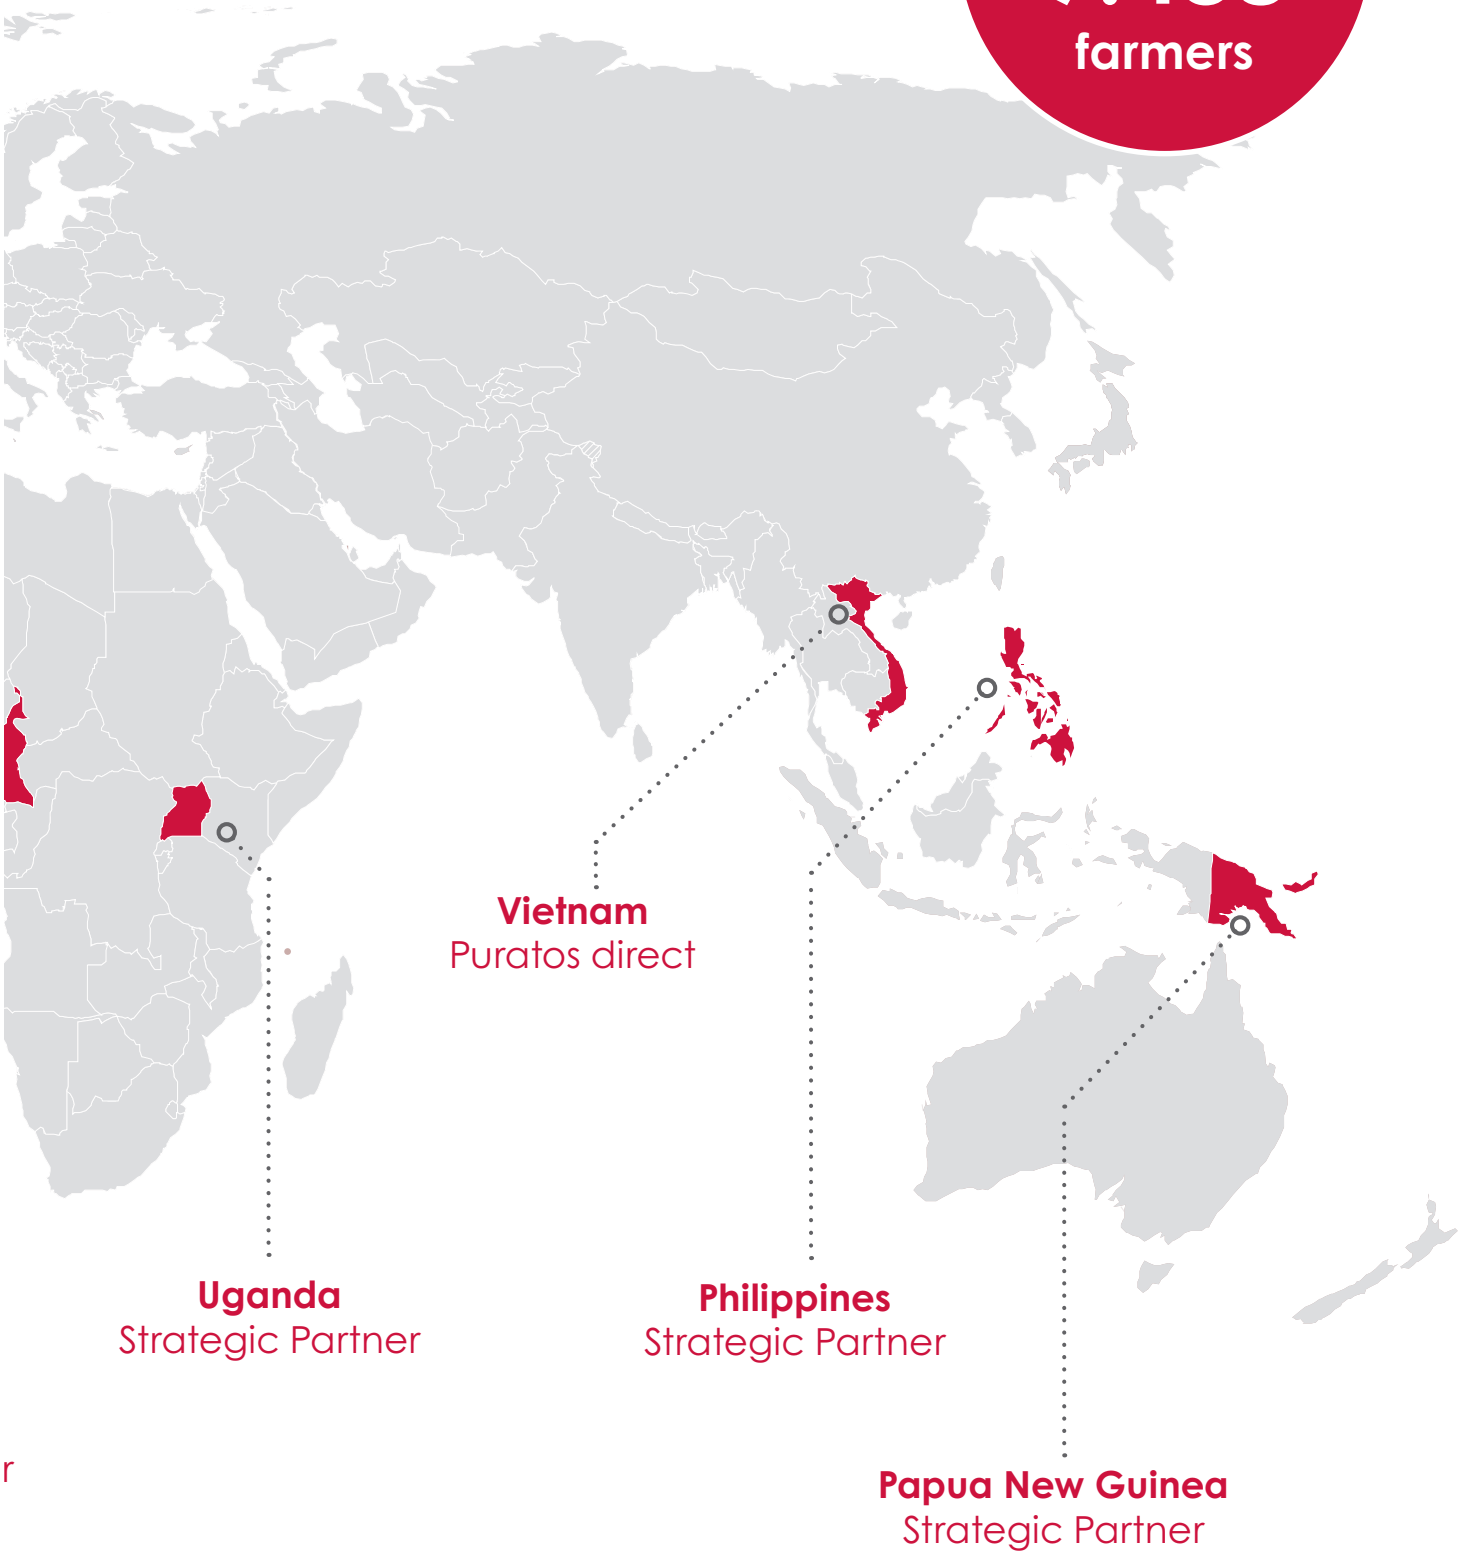 farmers
Vietnam
Puratos direct
Uganda
Strategic Partner
Philippines
Strategic Partner
r
Papua New Guinea
Strategic Partner